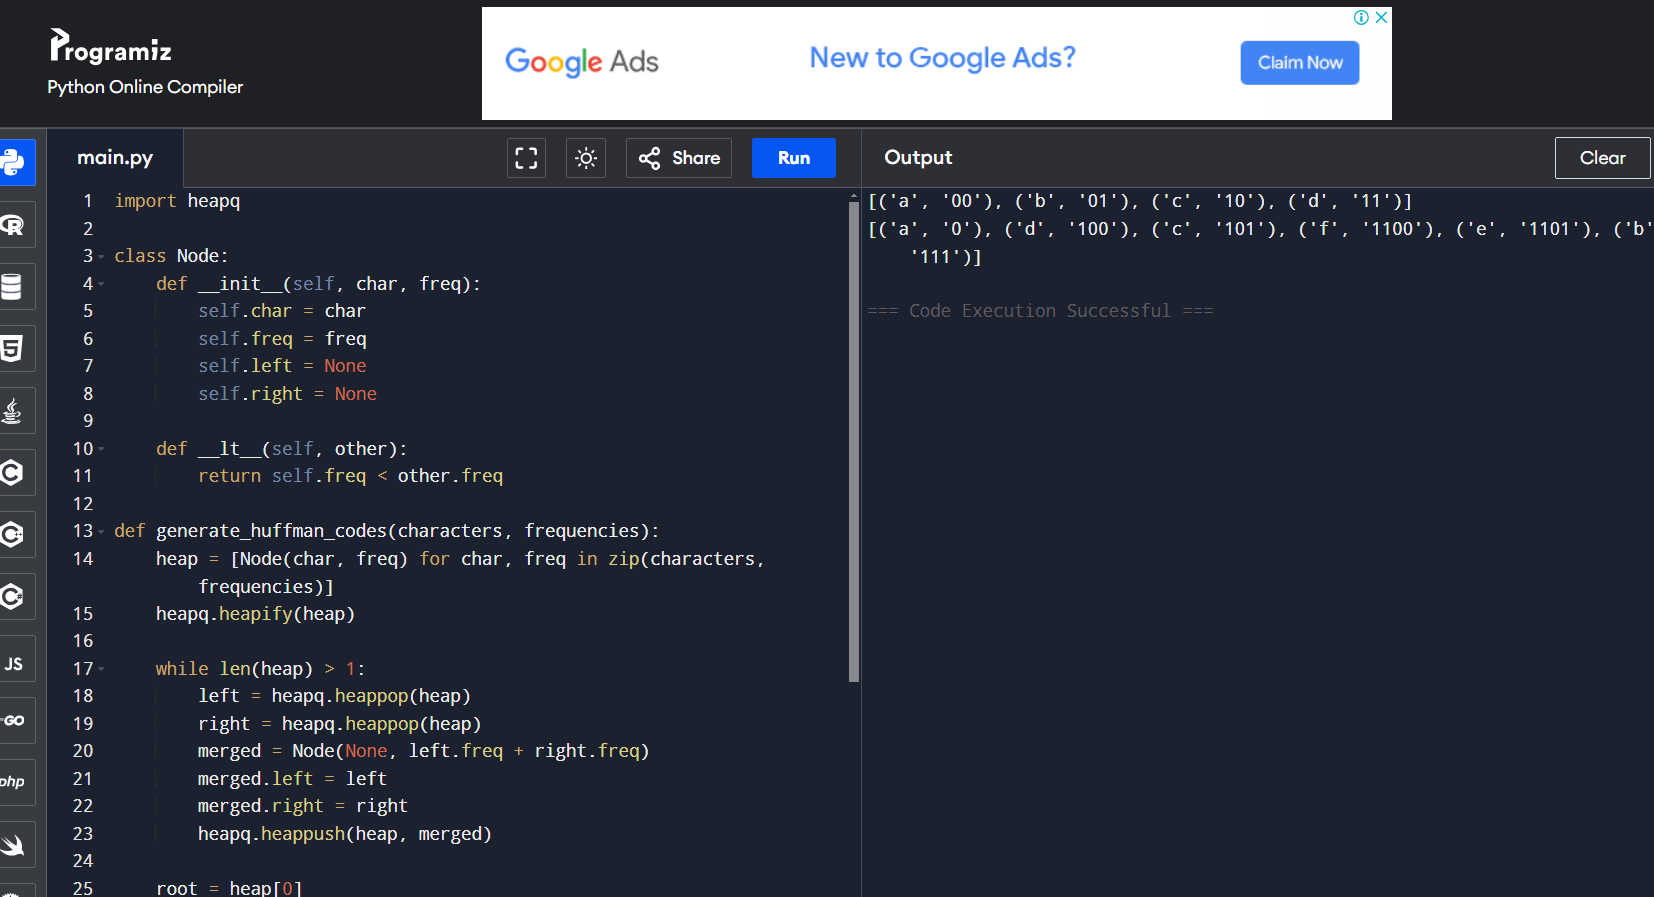 Programiz
Python Online Compiler
Google Ads
New to Google Ads?
Claim Now
main.py
Share
Run
Output
Clear
1 import heapq
2
3 class Node:
4     def __init__(self, char, freq):
5         self.char = char
6         self.freq = freq
7         self.left = None
8         self.right = None
9
10     def __lt__(self, other):
11         return self.freq < other.freq
12
13 def generate_huffman_codes(characters, frequencies):
14     heap = [Node(char, freq) for char, freq in zip(characters,
        frequencies)]
15     heapq.heapify(heap)
16
17     while len(heap) > 1:
18         left = heapq.heappop(heap)
19         right = heapq.heappop(heap)
20         merged = Node(None, left.freq + right.freq)
21         merged.left = left
22         merged.right = right
23         heapq.heappush(heap, merged)
24
25     root = heap[0]
[('a', '00'), ('b', '01'), ('c', '10'), ('d', '11')]
[('a', '0'), ('d', '100'), ('c', '101'), ('f', '1100'), ('e', '1101'), ('b'
    '111')]
=== Code Execution Successful ===
R
5
C
C++
C#
JS
GO
php